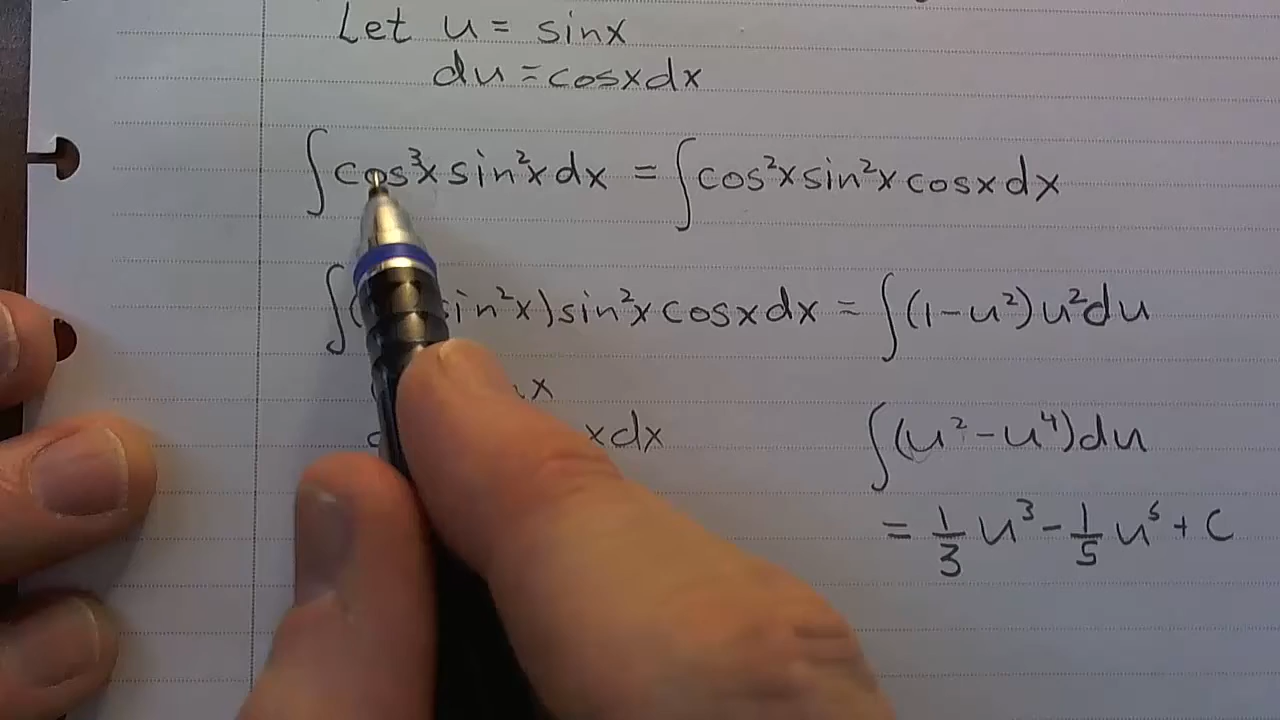 Let u = sinx
du = cosxdx
∫cos³x sin²x dx = ∫cos²x sin²x cosx dx
∫( sin²x) sin²x cosx dx = ∫(1-u²)u²du
x
xdx
∫(u² - u⁴)du
= 1/3 u³ - 1/5 u⁵ + C